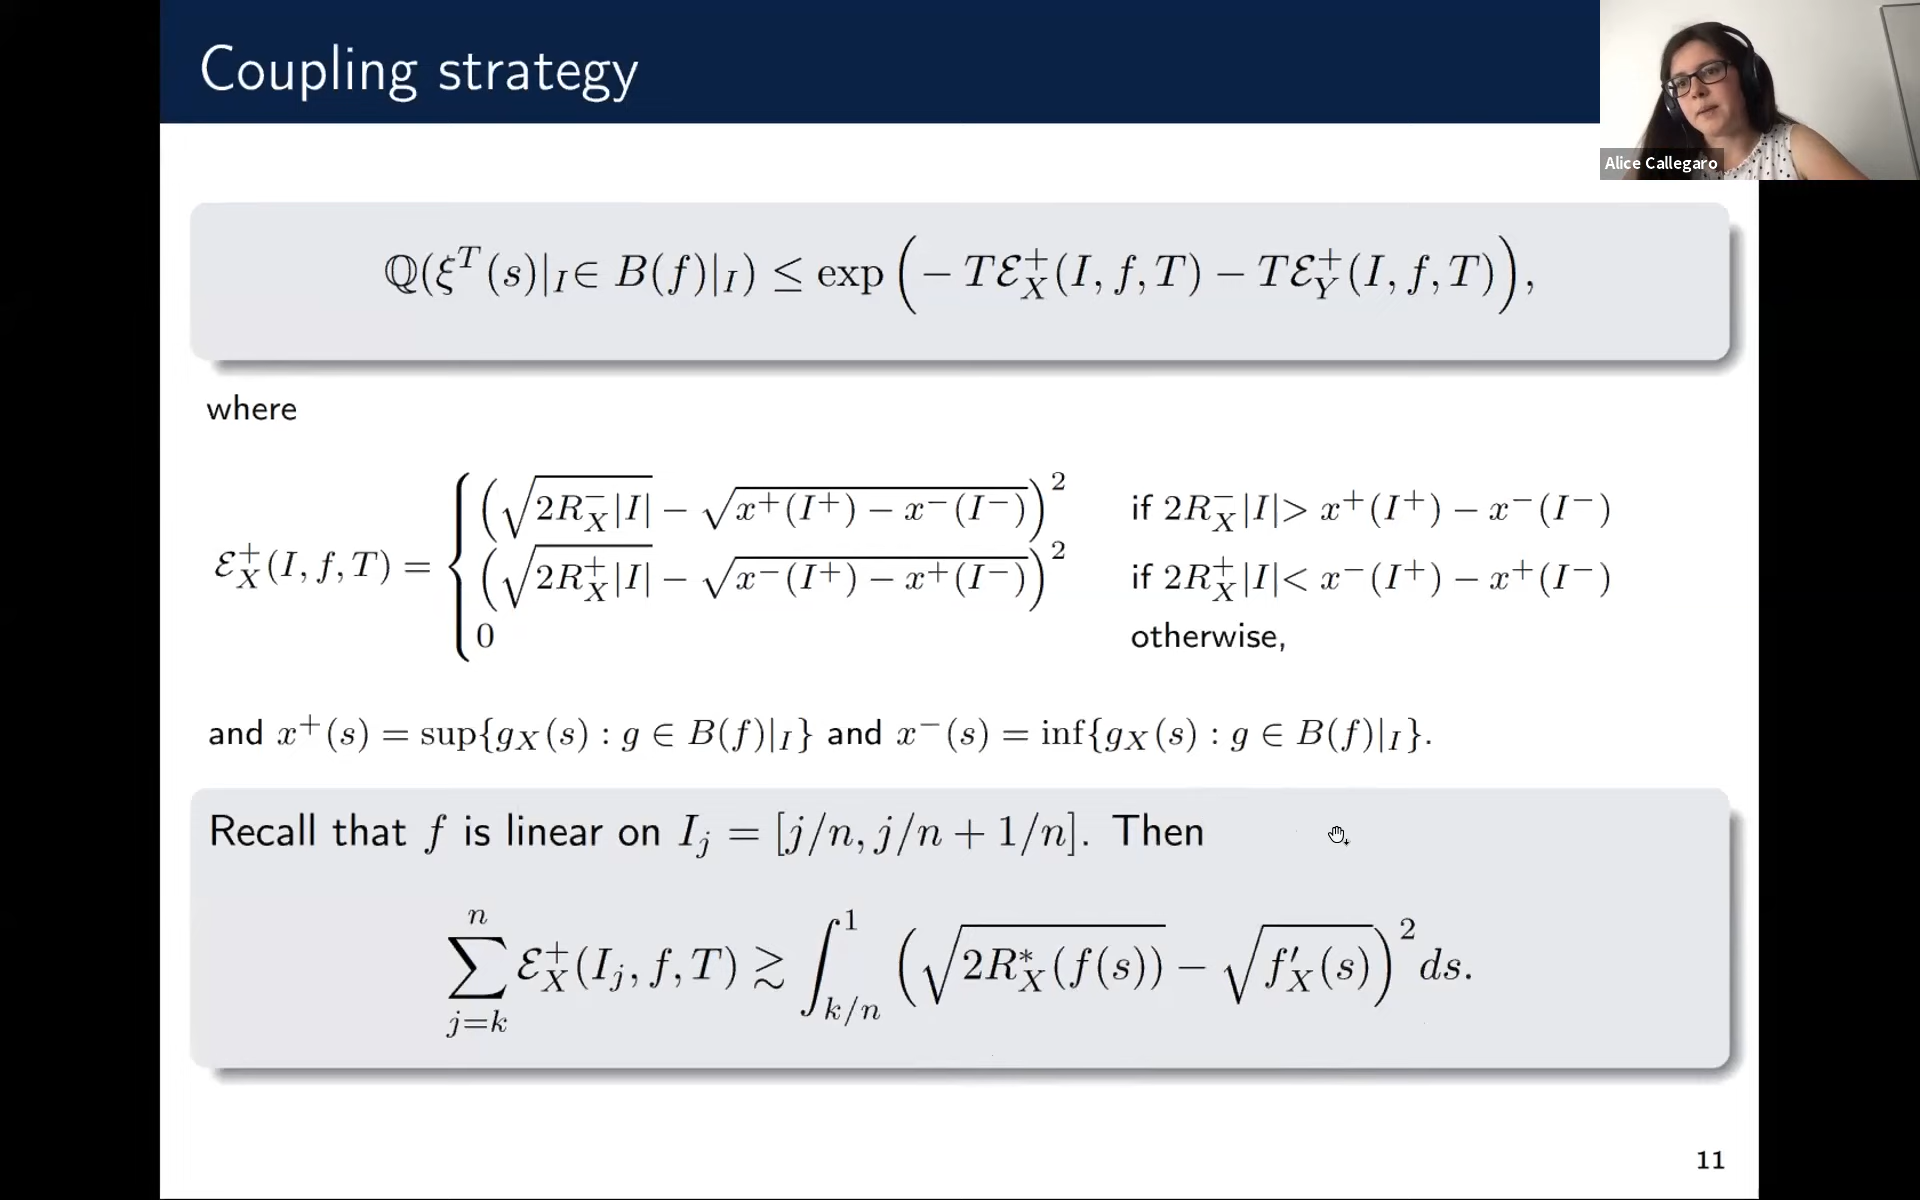 Coupling strategy
Alice Callegaro
ℚ(ξ^T(s)|_I ∈ B(f)|_I) ≤ exp(− Tℰ_X^+(I, f, T) − Tℰ_Y^+(I, f, T)),
where
ℰ_X^+(I, f, T) = { (√(2R_X^-|I|) − √(x^+(I^+) − x^-(I^-)))^2 if 2R_X^-|I| > x^+(I^+) − x^-(I^-)
(√(2R_X^+|I|) − √(x^-(I^+) − x^+(I^-)))^2 if 2R_X^+|I| < x^-(I^+) − x^+(I^-)
0 otherwise,
and x^+(s) = sup{g_X(s) : g ∈ B(f)|_I} and x^-(s) = inf{g_X(s) : g ∈ B(f)|_I}.
Recall that f is linear on I_j = [j/n, j/n + 1/n]. Then
∑_{j=k}^n ℰ_X^+(I_j, f, T) ≳ ∫_{k/n}^1 (√(2R_X^*(f(s))) − √(f'_X(s)))^2 ds.
11